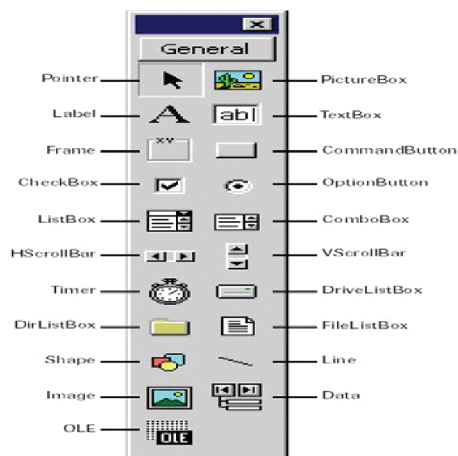 General
Pointer PictureBox
Label A abl TextBox
Frame xy CommandButton
CheckBox OptionButton
ListBox ComboBox
HScrollBar VScrollBar
Timer DriveListBox
DirListBox FileListBox
Shape Line
Image Data
OLE OLE